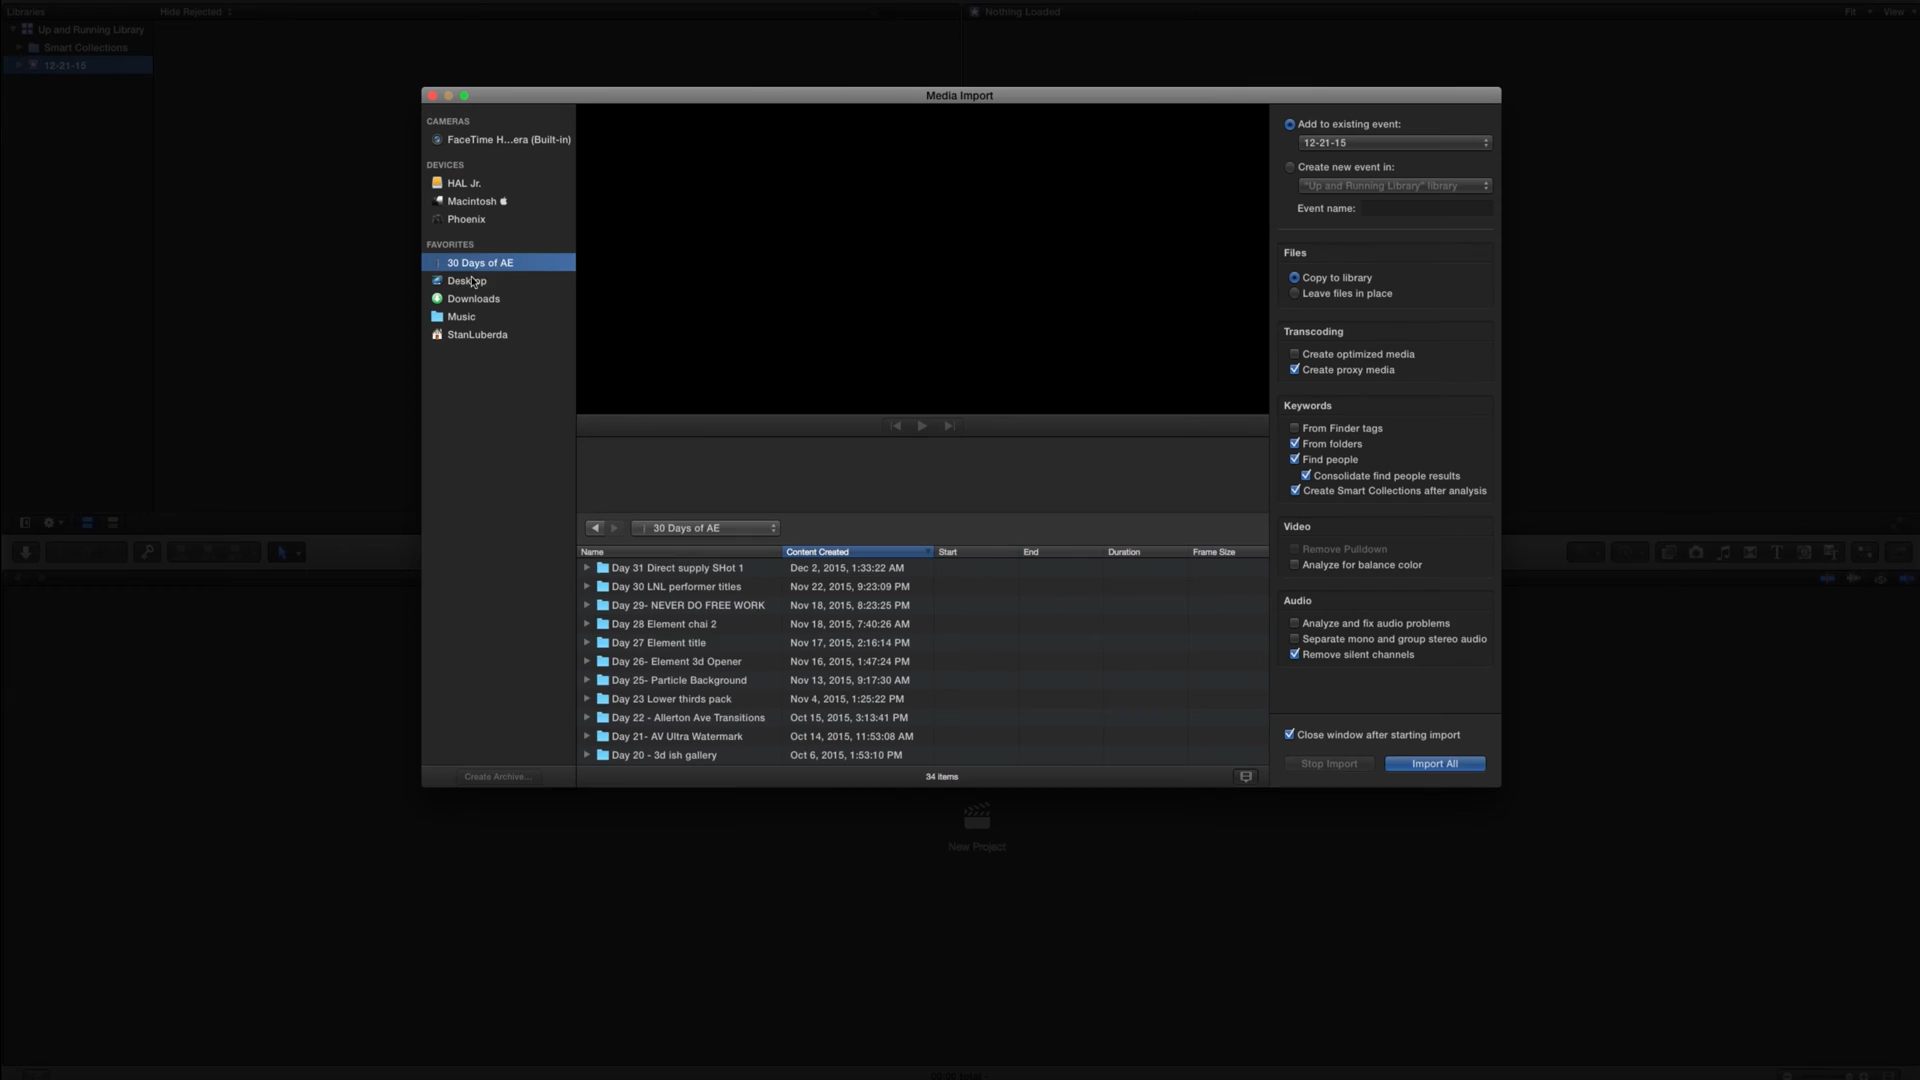 Libraries
Hide Rejected
Nothing Loaded
Fit
View
Up and Running Library
Smart Collections
12-21-15
Media Import
CAMERAS
FaceTime H...era (Built-in)
DEVICES
HAL Jr.
Macintosh
Phoenix
FAVORITES
30 Days of AE
Desktop
Downloads
Music
StanLuberda
Create Archive...
30 Days of AE
Name Content Created Start End Duration Frame Size
Day 31 Direct supply SHot 1 Dec 2, 2015, 1:33:22 AM
Day 30 LNL performer titles Nov 22, 2015, 9:23:09 PM
Day 29- NEVER DO FREE WORK Nov 18, 2015, 8:23:25 PM
Day 28 Element chai 2 Nov 18, 2015, 7:40:26 AM
Day 27 Element title Nov 17, 2015, 2:16:14 PM
Day 26- Element 3d Opener Nov 16, 2015, 1:47:24 PM
Day 25- Particle Background Nov 13, 2015, 9:17:30 AM
Day 23 Lower thirds pack Nov 4, 2015, 1:25:22 PM
Day 22 - Allerton Ave Transitions Oct 15, 2015, 3:13:41 PM
Day 21- AV Ultra Watermark Oct 14, 2015, 11:53:08 AM
Day 20 - 3d ish gallery Oct 6, 2015, 1:53:10 PM
34 items
Add to existing event:
12-21-15
Create new event in:
"Up and Running Library" library
Event name:
Files
Copy to library
Leave files in place
Transcoding
Create optimized media
Create proxy media
Keywords
From Finder tags
From folders
Find people
Consolidate find people results
Create Smart Collections after analysis
Video
Remove Pulldown
Analyze for balance color
Audio
Analyze and fix audio problems
Separate mono and group stereo audio
Remove silent channels
Close window after starting import
Stop Import
Import All
New Project